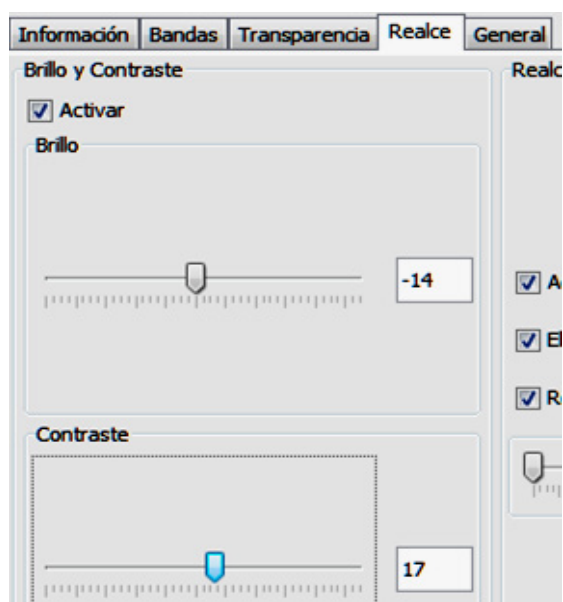 Información Bandas Transparencia Realce General
Brillo y Contraste
Activar
Brillo
-14
Contraste
17